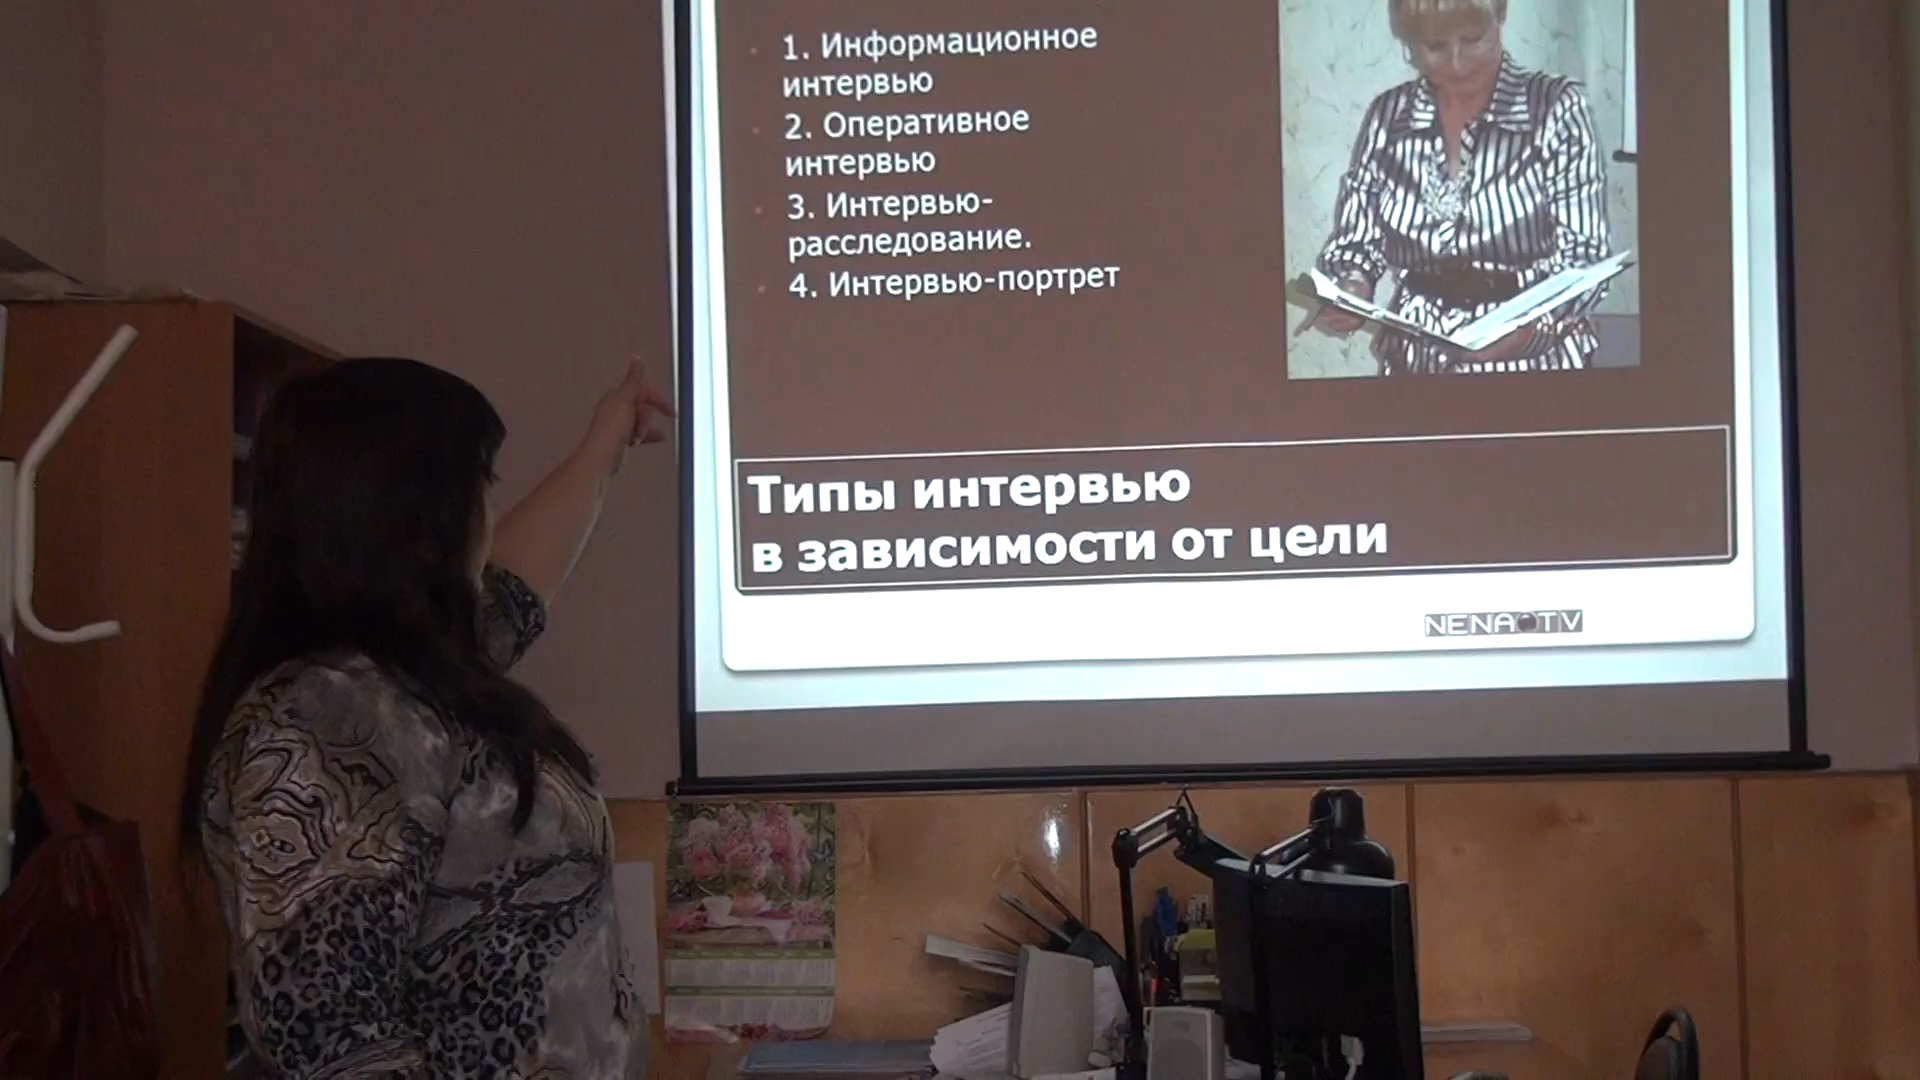 1. Информационное
интервью
2. Оперативное
интервью
3. Интервью-
расследование.
4. Интервью-портрет
Типы интервью
в зависимости от цели
NENA TV